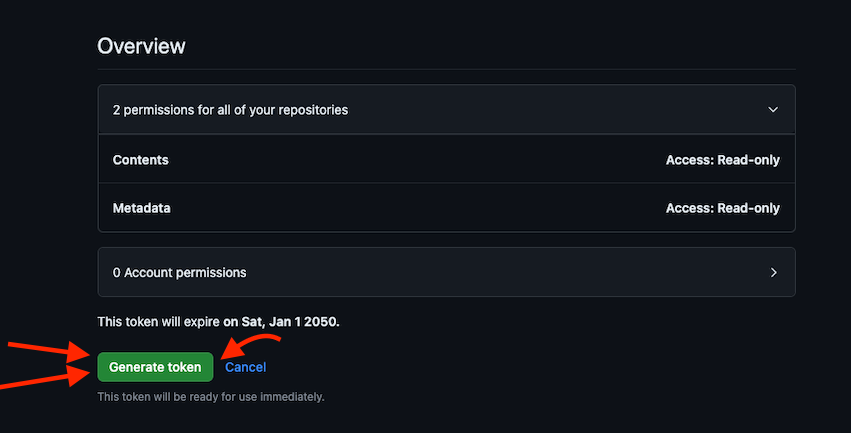 Overview
2 permissions for all of your repositories
Contents Access: Read-only
Metadata Access: Read-only
0 Account permissions
This token will expire on Sat, Jan 1 2050.
Generate token Cancel
This token will be ready for use immediately.